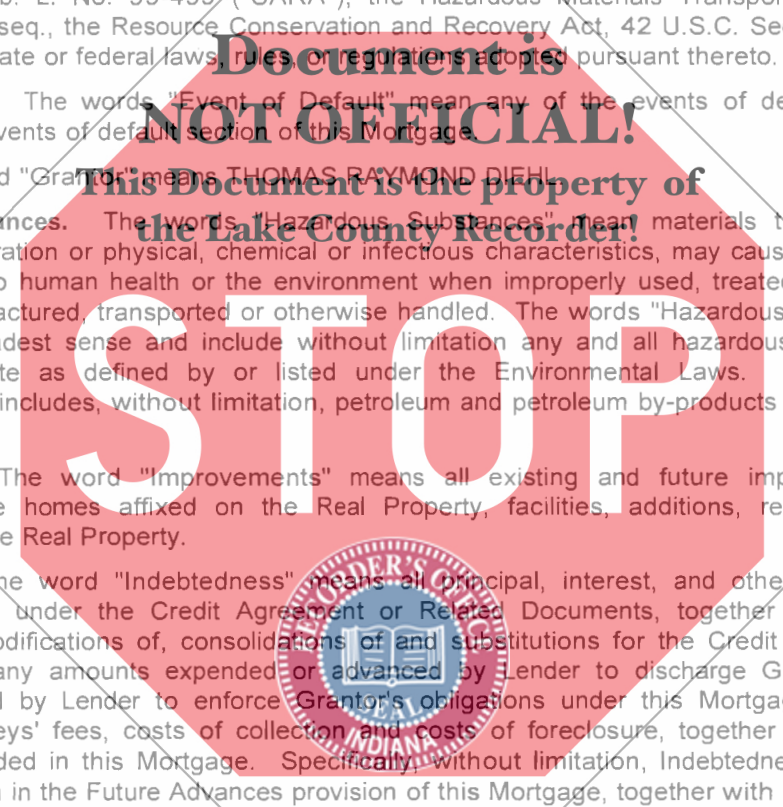 b. L. No. 99-499 ("SARA"), the Hazardous Materials Transport
seq., the Resource Conservation and Recovery Act, 42 U.S.C. Se
ate or federal laws, rules, or regulations adopted pursuant thereto.
Document is
The words "Event of Default" mean any of the events of de
NOT OFFICIAL!
vents of default section of this Mortgage.
d "Grantor" means THOMAS RAYMOND DIEHL.
This Document is the property of
nces. The words "Hazardous Substances" mean materials t
the Lake County Recorder!
ration or physical, chemical or infectious characteristics, may caus
o human health or the environment when improperly used, treated
actured, transported or otherwise handled. The words "Hazardous
adest sense and include without limitation any and all hazardous
te as defined by or listed under the Environmental Laws.
includes, without limitation, petroleum and petroleum by-products
STOP
The word "Improvements" means all existing and future imp
e homes affixed on the Real Property, facilities, additions, re
e Real Property.
he word "Indebtedness" means all principal, interest, and othe
under the Credit Agreement or Related Documents, together
odifications of, consolidations of and substitutions for the Credit
any amounts expended or advanced by Lender to discharge G
d by Lender to enforce Grantor's obligations under this Mortga
eys' fees, costs of collection and costs of foreclosure, together
ded in this Mortgage. Specifically, without limitation, Indebtedne
in the Future Advances provision of this Mortgage, together with
RECORDER'S OFFICE
SEAL
INDIANA